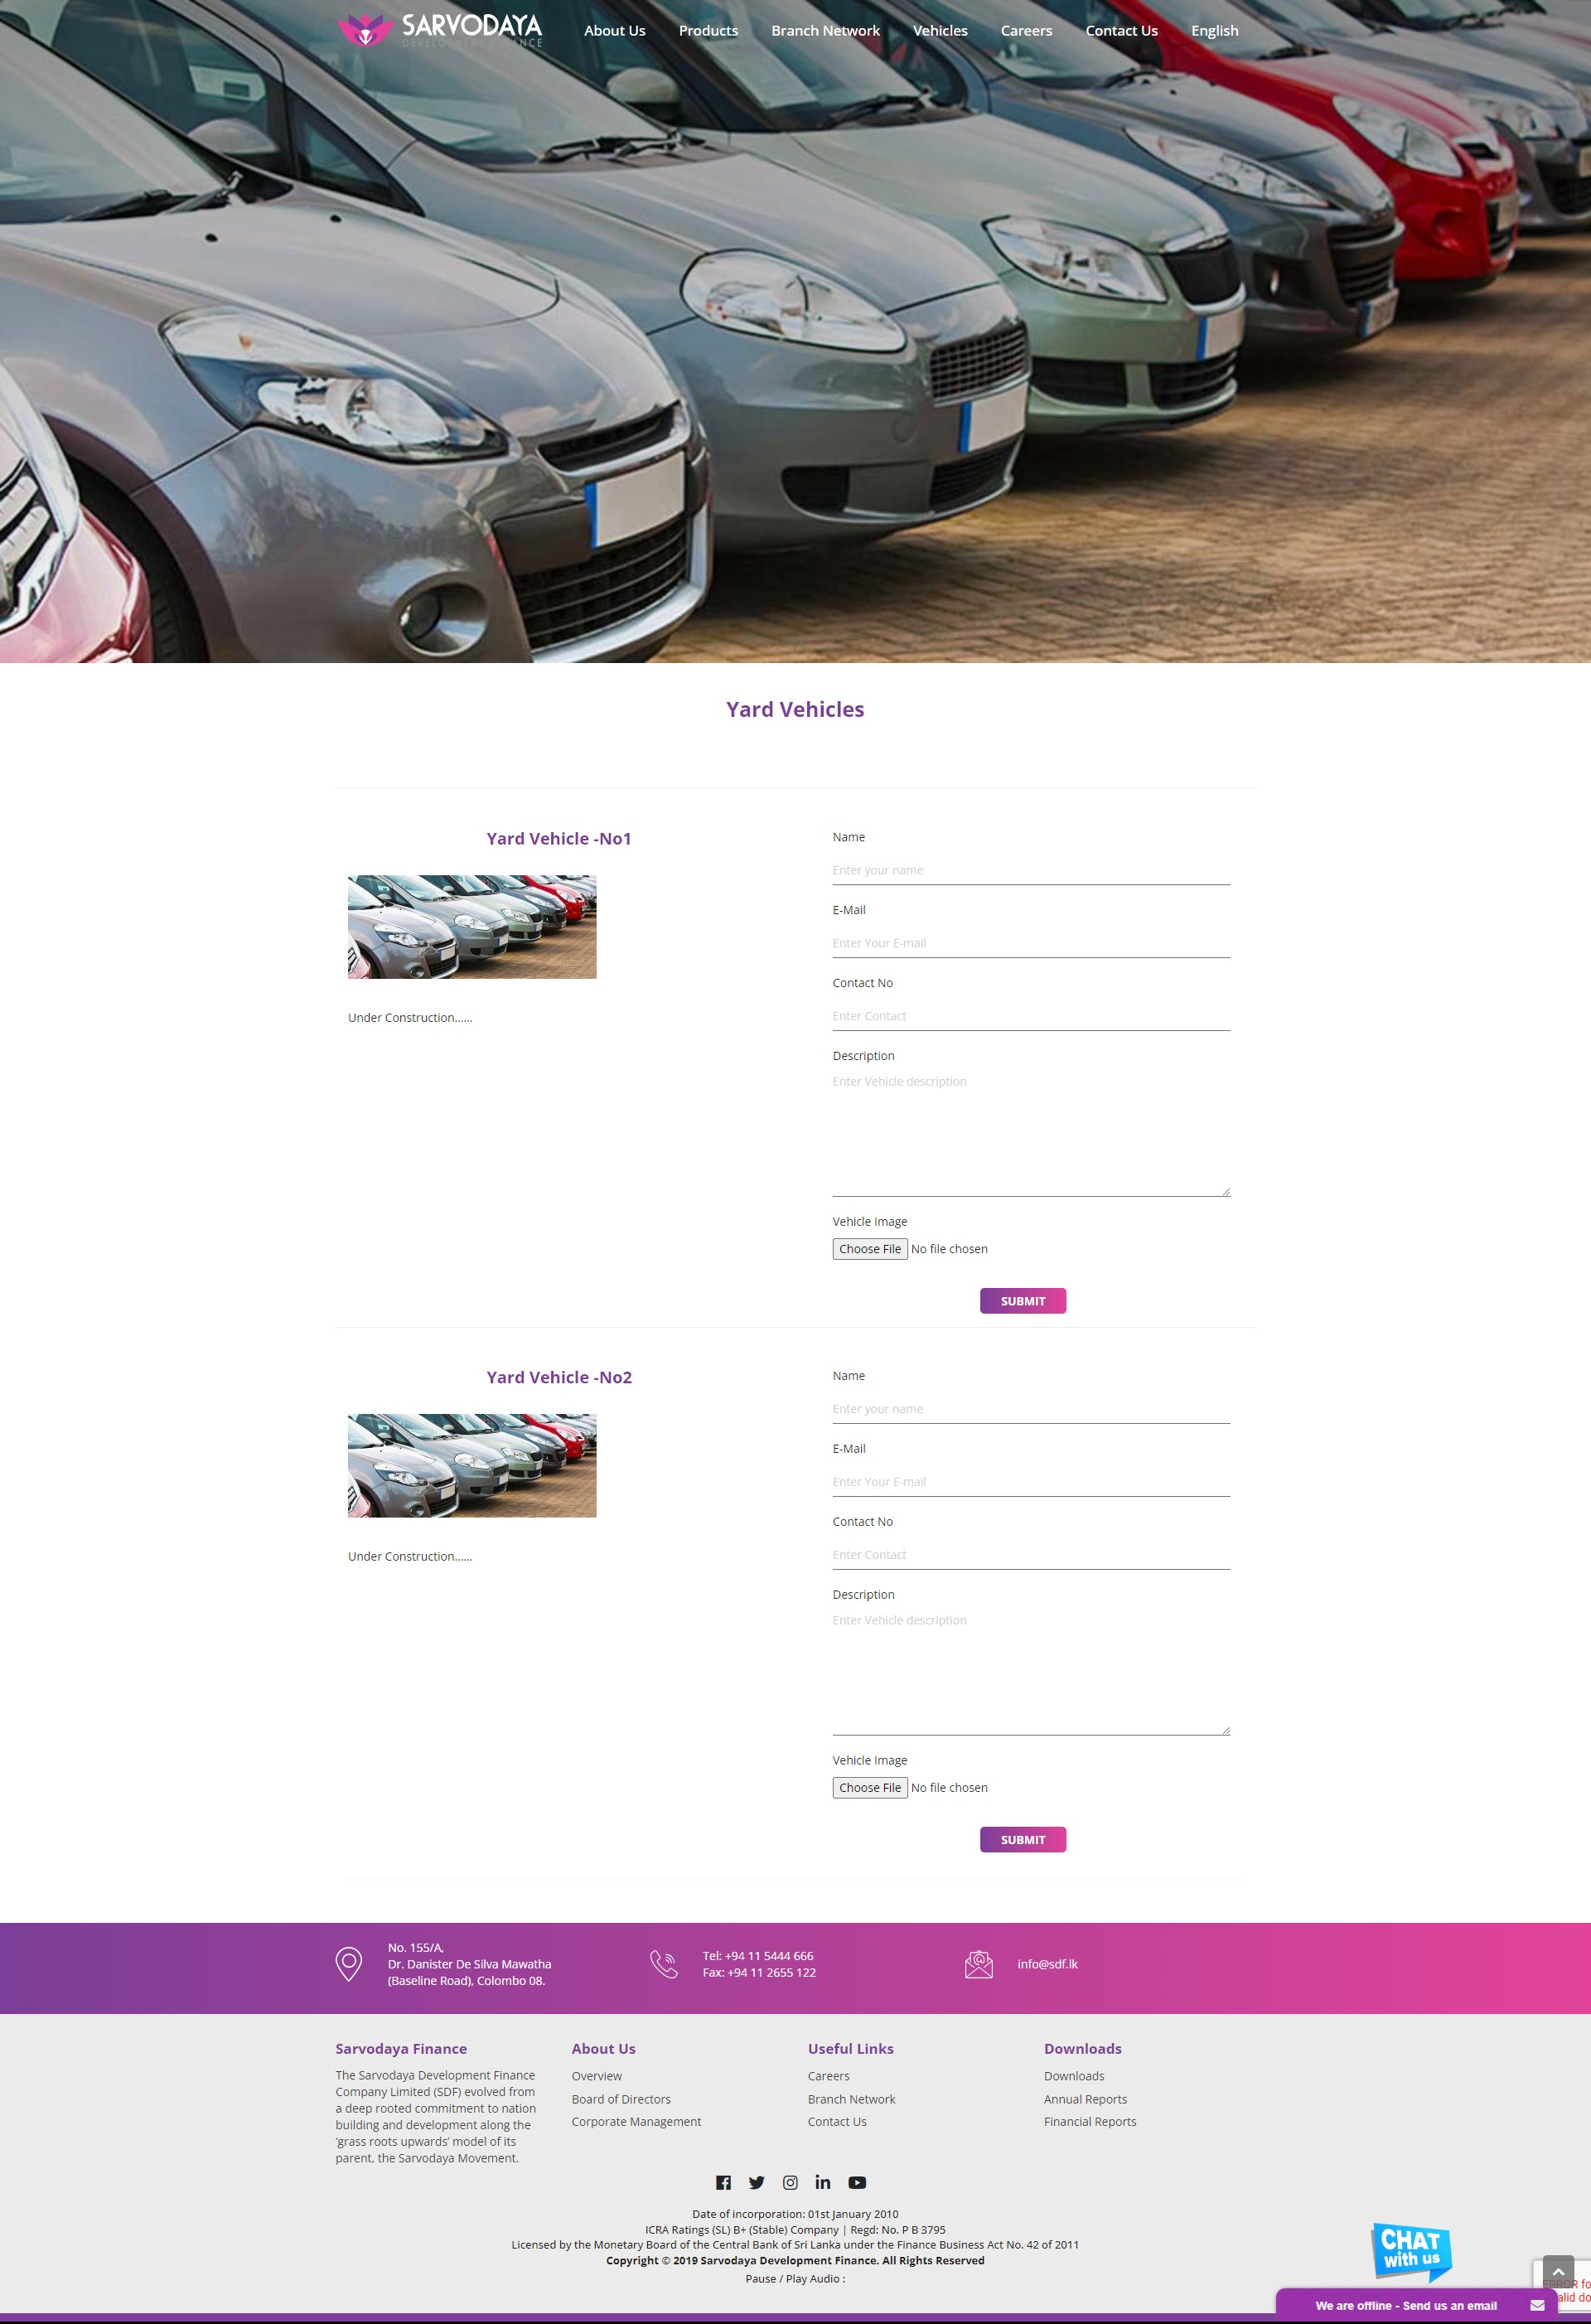 SARVODAYA
DEVELOPMENT FINANCE
About Us
Products
Branch Network
Vehicles
Careers
Contact Us
English
Yard Vehicles
Yard Vehicle -No1
Under Construction......
Name
Enter your name
E-Mail
Enter Your E-mail
Contact No
Enter Contact
Description
Enter Vehicle description
Vehicle Image
Choose File No file chosen
SUBMIT
Yard Vehicle -No2
Under Construction......
Name
Enter your name
E-Mail
Enter Your E-mail
Contact No
Enter Contact
Description
Enter Vehicle description
Vehicle Image
Choose File No file chosen
SUBMIT
No. 155/A,
Dr. Danister De Silva Mawatha
(Baseline Road), Colombo 08.
Tel: +94 11 5444 666
Fax: +94 11 2655 122
info@sdf.lk
Sarvodaya Finance
The Sarvodaya Development Finance
Company Limited (SDF) evolved from
a deep rooted commitment to nation
building and development along the
‘grass roots upwards’ model of its
parent, the Sarvodaya Movement.
About Us
Overview
Board of Directors
Corporate Management
Useful Links
Careers
Branch Network
Contact Us
Downloads
Downloads
Annual Reports
Financial Reports
Date of incorporation: 01st January 2010
ICRA Ratings (SL) B+ (Stable) Company | Regd: No. P B 3795
Licensed by the Monetary Board of the Central Bank of Sri Lanka under the Finance Business Act No. 42 of 2011
Copyright © 2019 Sarvodaya Development Finance. All Rights Reserved
Pause / Play Audio :
CHAT
with us
We are offline - Send us an email